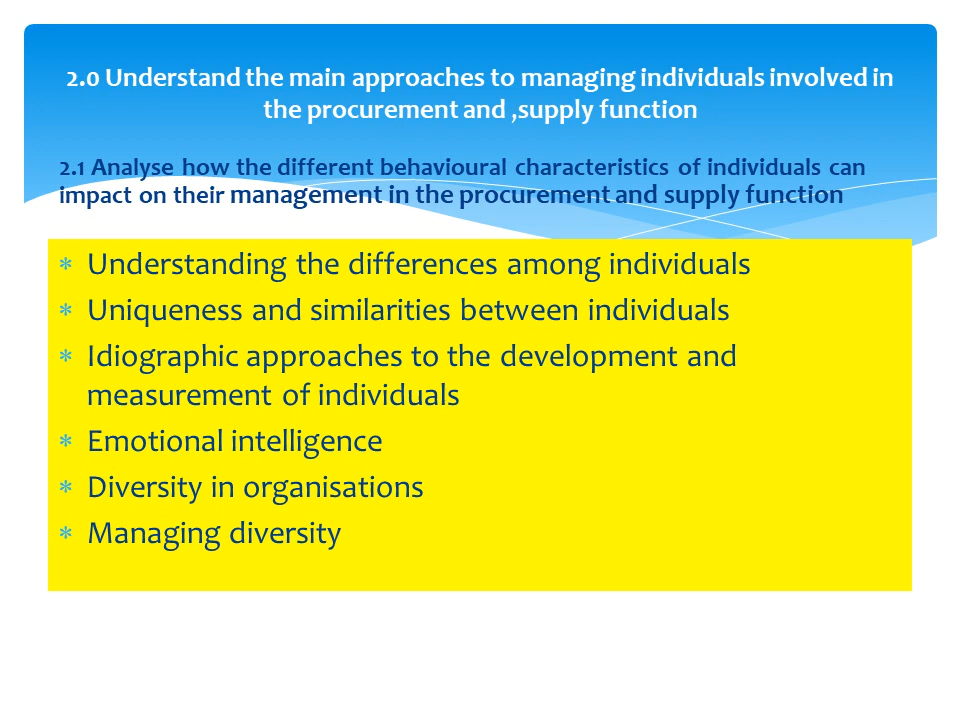 2.0 Understand the main approaches to managing individuals involved in
the procurement and ,supply function
2.1 Analyse how the different behavioural characteristics of individuals can
impact on their management in the procurement and supply function
* Understanding the differences among individuals
* Uniqueness and similarities between individuals
* Idiographic approaches to the development and
measurement of individuals
* Emotional intelligence
* Diversity in organisations
* Managing diversity